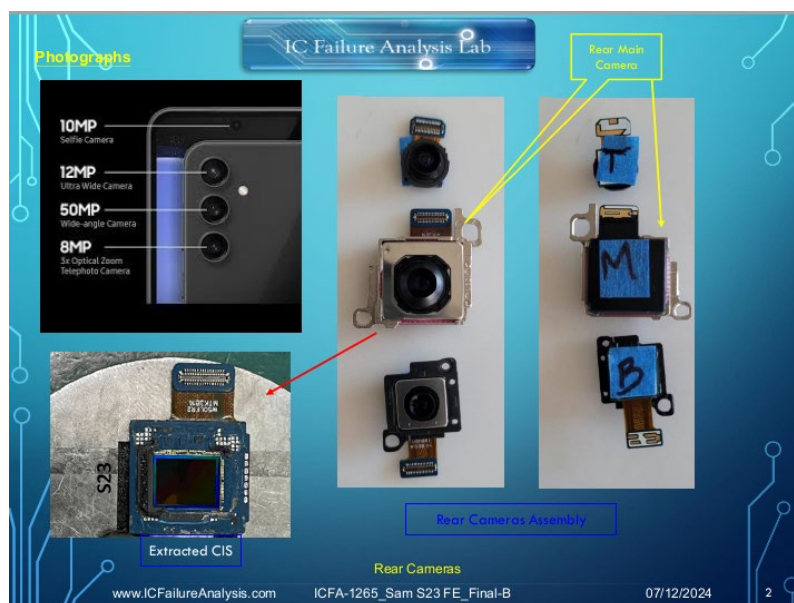 IC Failure Analysis Lab
Photographs
Rear Main
Camera
10MP
Selfie Camera
12MP
Ultra Wide Camera
50MP
Wide-angle Camera
8MP
3x Optical Zoom
Telephoto Camera
T
M
B
S23
Extracted CIS
Rear Cameras Assembly
Rear Cameras
www.ICFailureAnalysis.com
ICFA-1265_Sam S23 FE_Final-B
07/12/2024
2